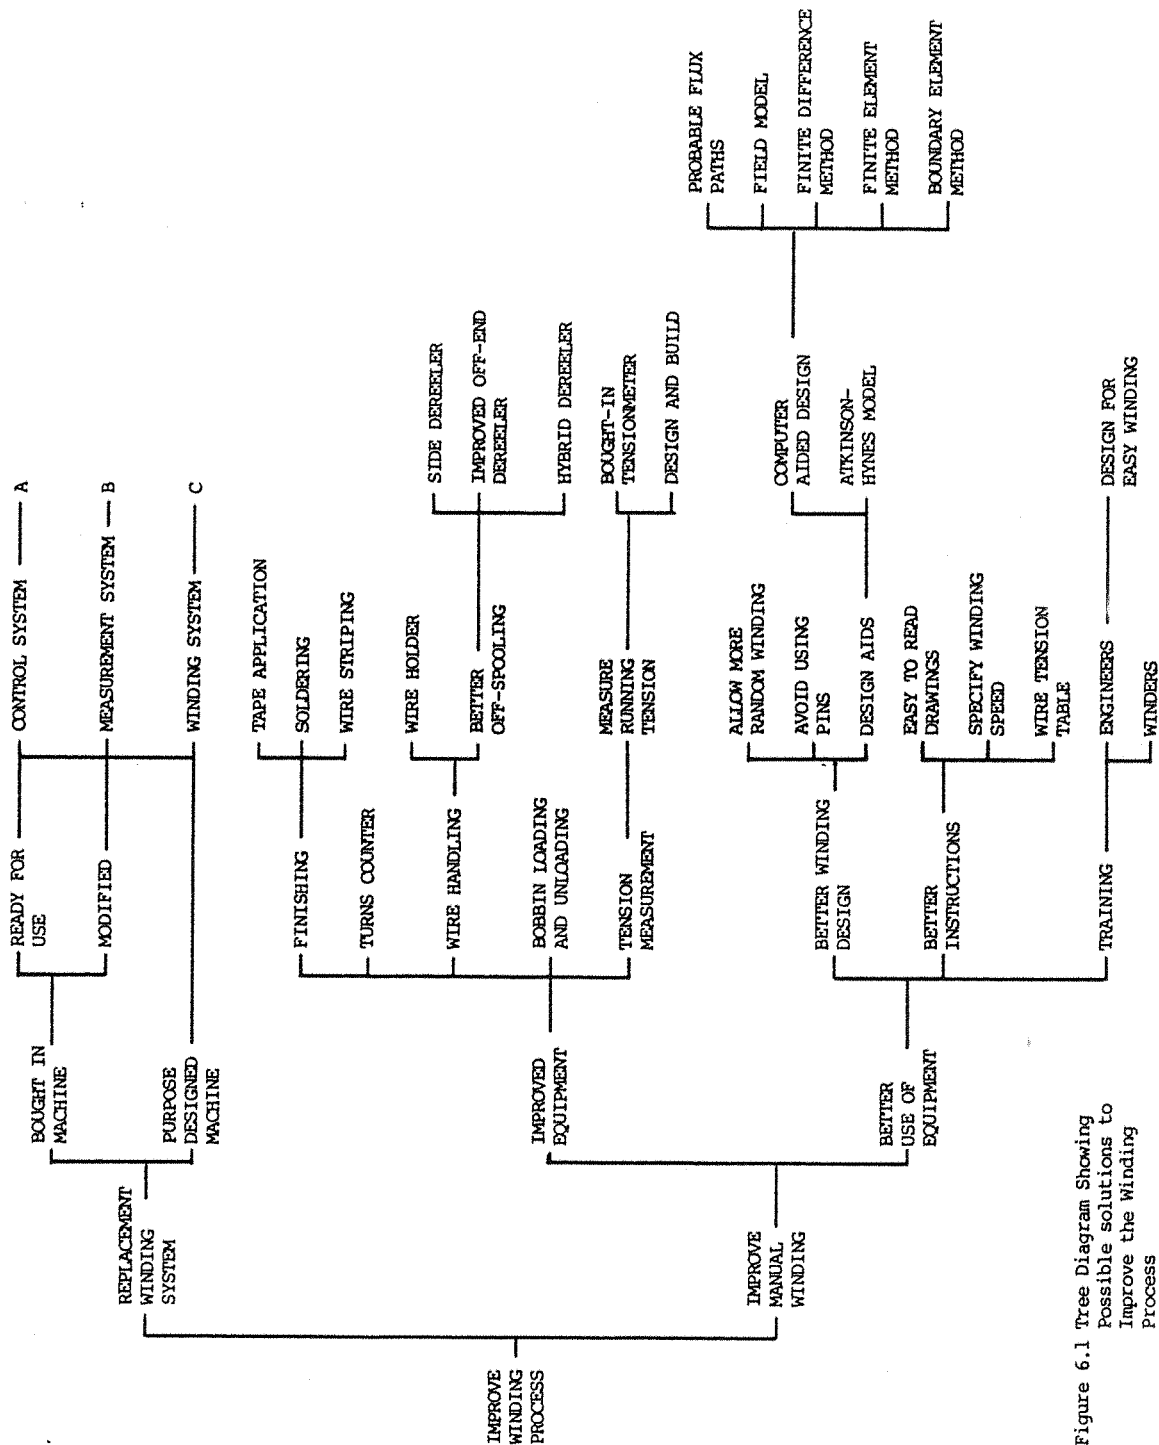 IMPROVE
WINDING
PROCESS
REPLACEMENT
WINDING
SYSTEM
IMPROVE
MANUAL
WINDING
BOUGHT IN
MACHINE
PURPOSE
DESIGNED
MACHINE
IMPROVED
EQUIPMENT
BETTER
USE OF
EQUIPMENT
READY FOR
USE
MODIFIED
FINISHING
TURNS COUNTER
WIRE HANDLING
BOBBIN LOADING
AND UNLOADING
TENSION
MEASUREMENT
BETTER WINDING
DESIGN
BETTER
INSTRUCTIONS
TRAINING
CONTROL SYSTEM
A
MEASUREMENT SYSTEM
B
WINDING SYSTEM
C
TAPE APPLICATION
SOLDERING
WIRE STRIPING
WIRE HOLDER
BETTER
OFF-SPOOLING
MEASURE
RUNNING
TENSION
ALLOW MORE
RANDOM WINDING
AVOID USING
PINS
DESIGN AIDS
EASY TO READ
DRAWINGS
SPECIFY WINDING
SPEED
WIRE TENSION
TABLE
ENGINEERS
WINDERS
SIDE DEREELER
IMPROVED OFF-END
DEREELER
HYBRID DEREELER
BOUGHT-IN
TENSIONMETER
DESIGN AND BUILD
COMPUTER
AIDED DESIGN
ATKINSON-
HYNES MODEL
DESIGN FOR
EASY WINDING
PROBABLE FLUX
PATHS
FIELD MODEL
FINITE DIFFERENCE
METHOD
FINITE ELEMENT
METHOD
BOUNDARY ELEMENT
METHOD
Figure 6.1 Tree Diagram Showing
Possible solutions to
Improve the Winding
Process